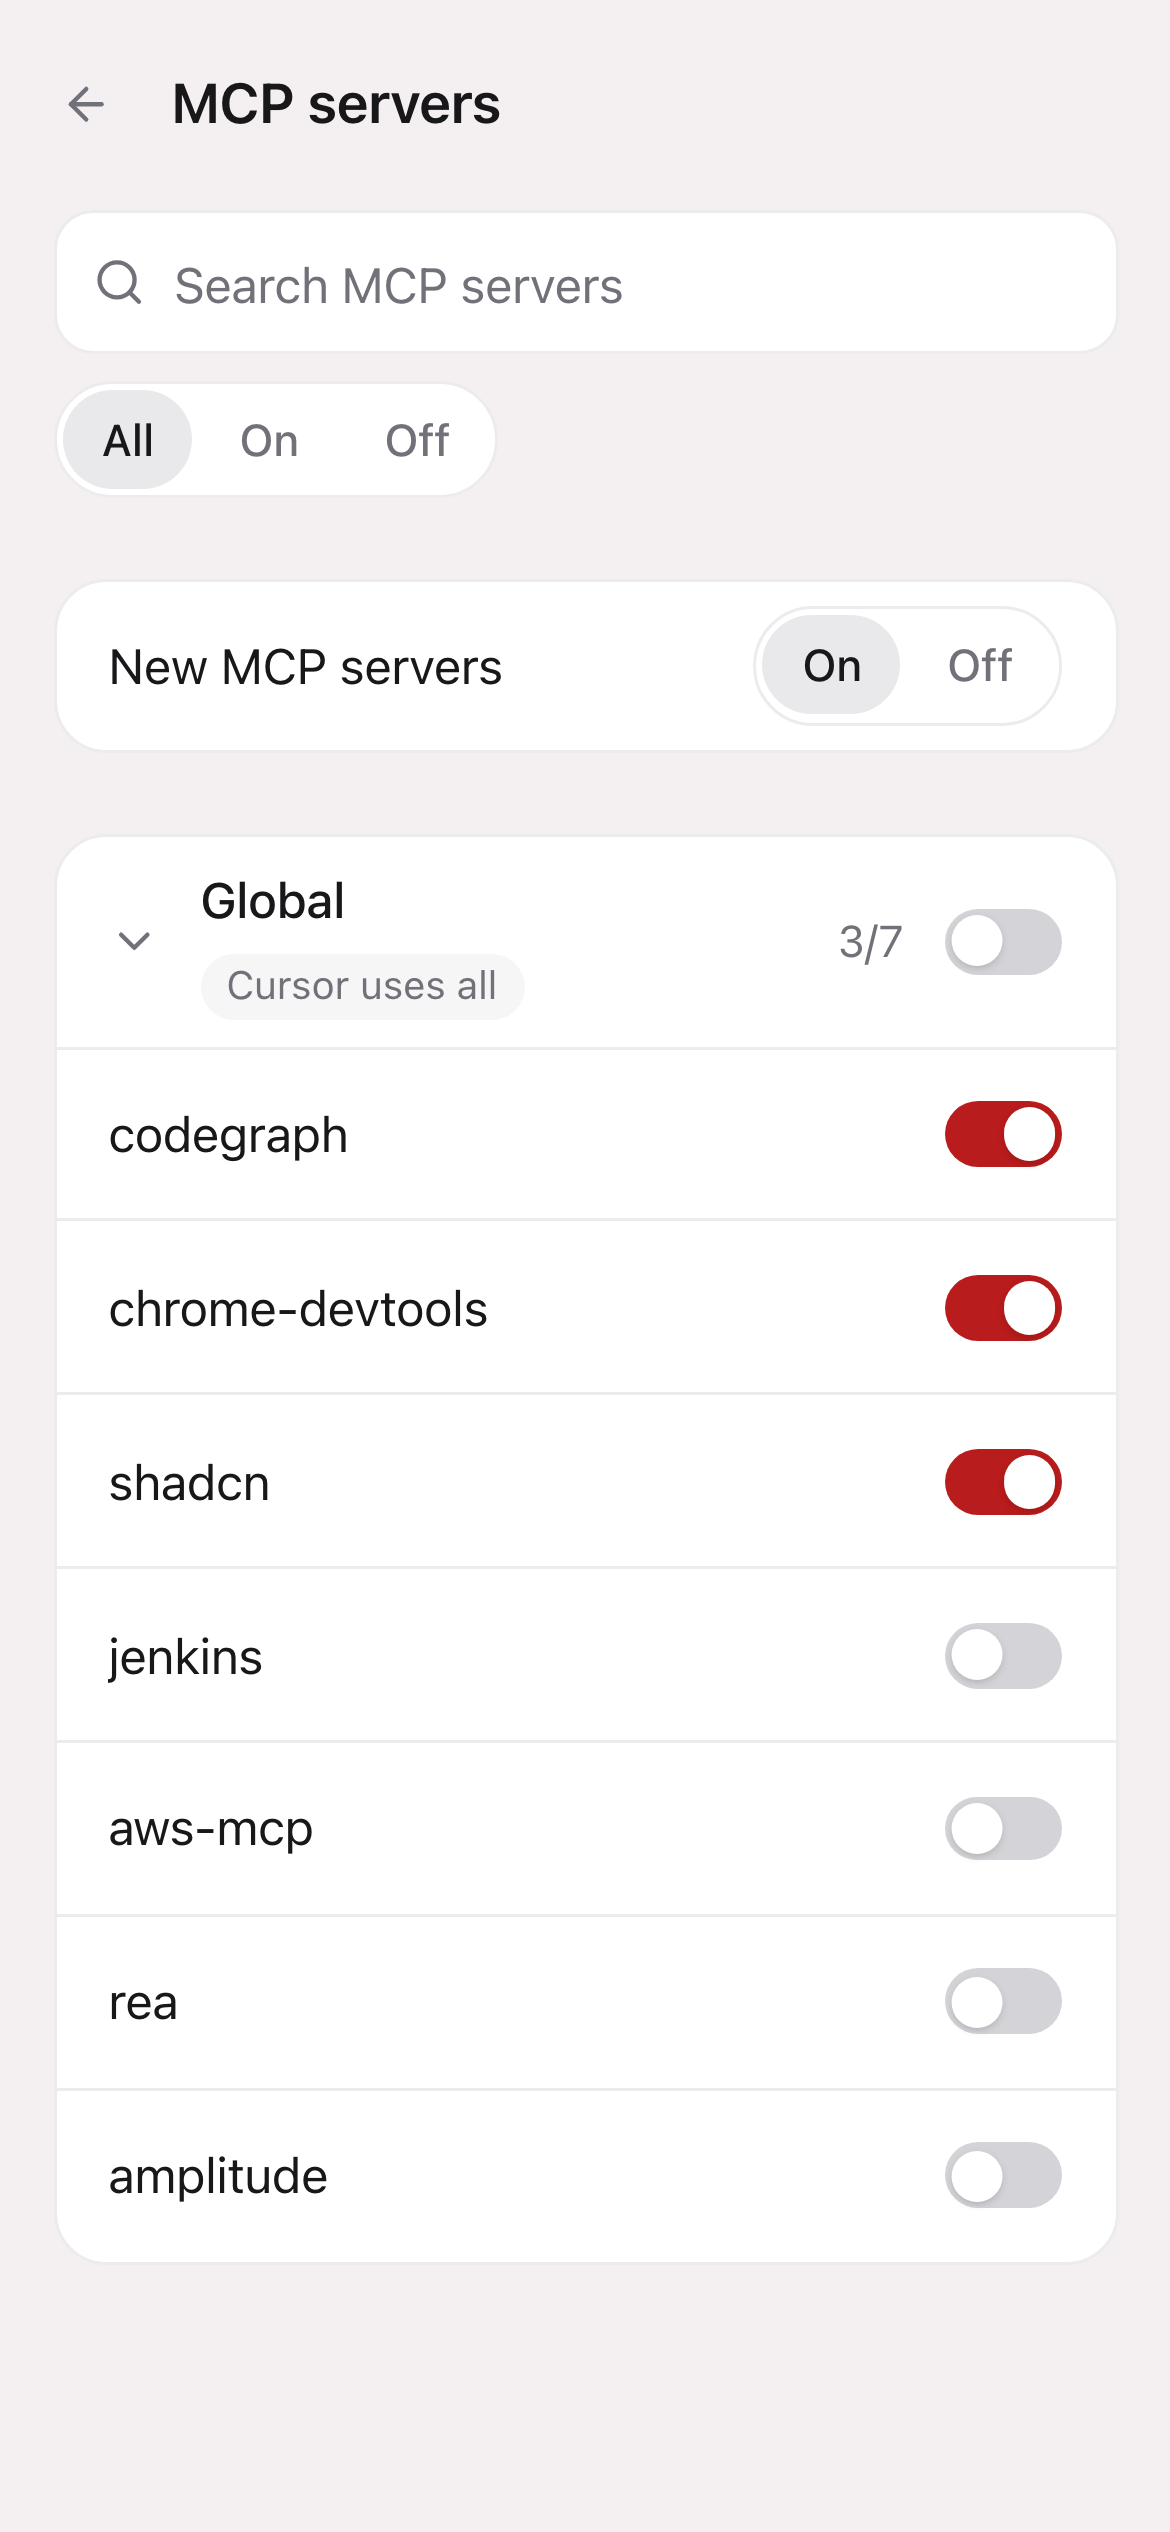 MCP servers
Search MCP servers
All On Off
New MCP servers On Off
Global
3/7
Cursor uses all
codegraph
chrome-devtools
shadcn
jenkins
aws-mcp
rea
amplitude